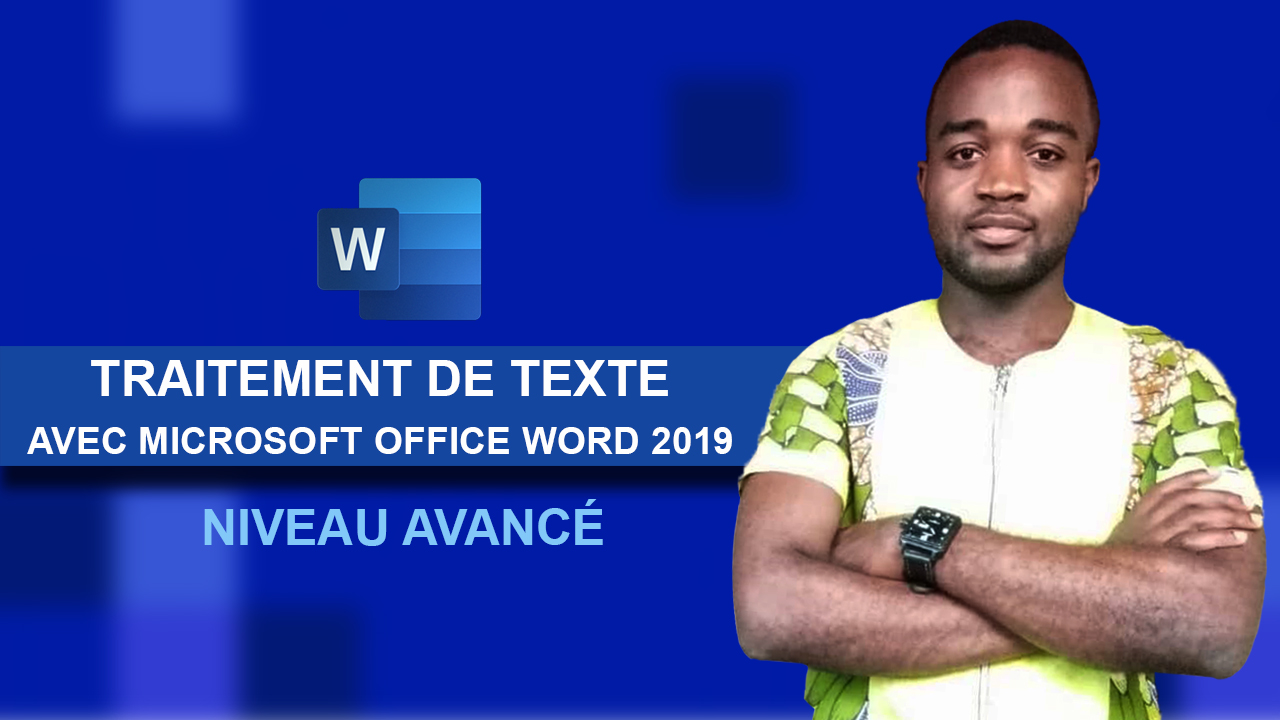 W
TRAITEMENT DE TEXTE
AVEC MICROSOFT OFFICE WORD 2019
NIVEAU AVANCÉ